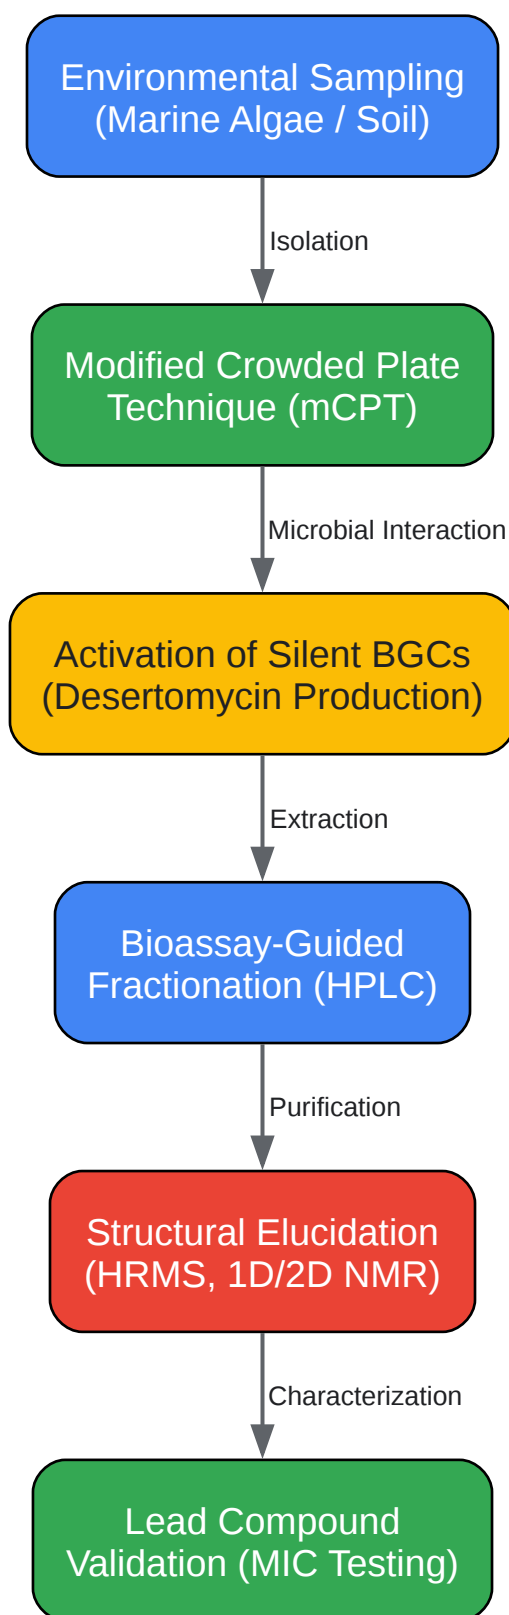 Environmental Sampling
(Marine Algae / Soil)
Isolation
Modified Crowded Plate
Technique (mCPT)
Microbial Interaction
Activation of Silent BGCs
(Desertomycin Production)
Extraction
Bioassay-Guided
Fractionation (HPLC)
Purification
Structural Elucidation
(HRMS, 1D/2D NMR)
Characterization
Lead Compound
Validation (MIC Testing)